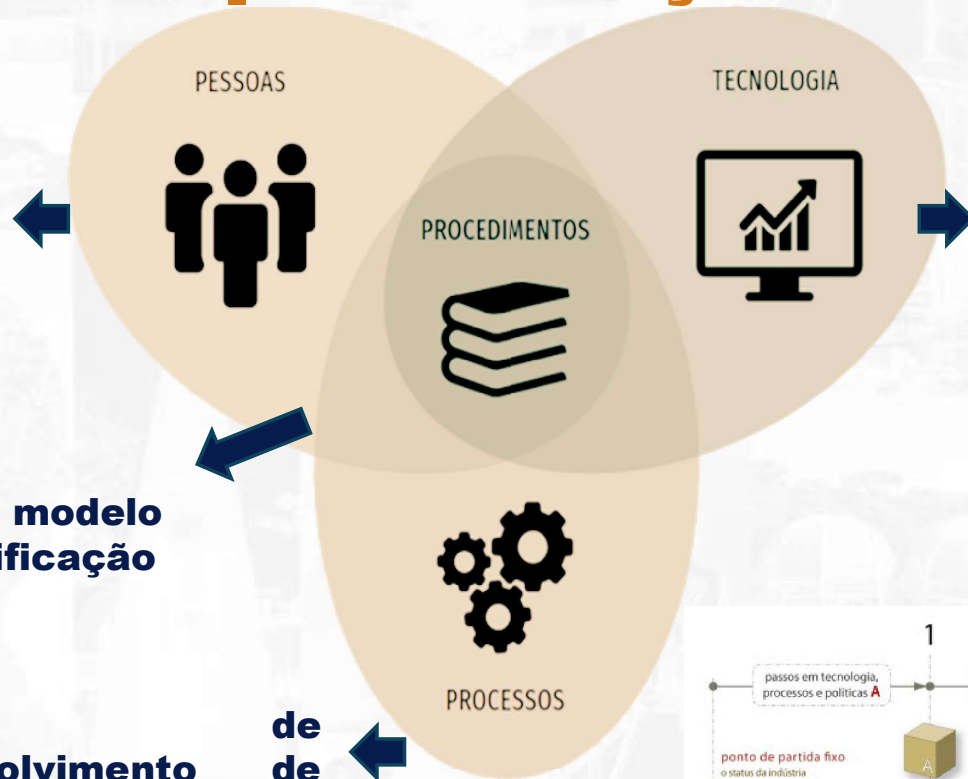 PESSOAS
TECNOLOGIA
PROCEDIMENTOS
modelo
ificação
PROCESSOS
de
olvimento de
1
passos em tecnologia,
processos e políticas A
ponto de partida fixo
o status da indústria
A